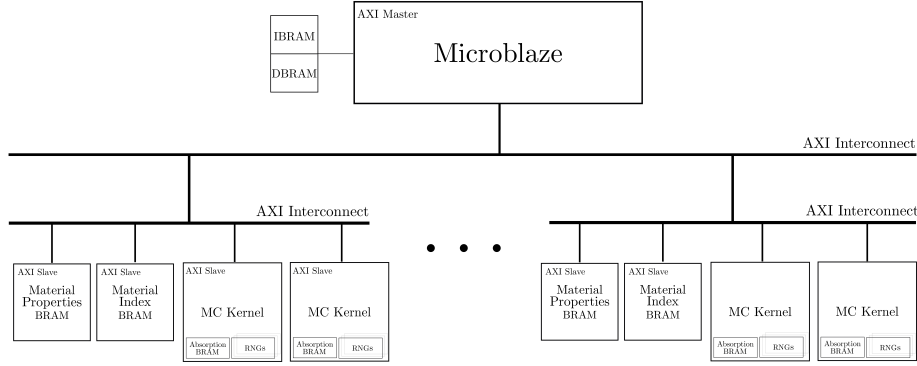 AXI Master
IBRAM
Microblaze
DBRAM
AXI Interconnect
AXI Interconnect
AXI Interconnect
AXI Slave
Material
Properties
BRAM
AXI Slave
Material
Index
BRAM
AXI Slave
MC Kernel
Absorption
BRAM
RNGs
AXI Slave
MC Kernel
Absorption
BRAM
RNGs
AXI Slave
Material
Properties
BRAM
AXI Slave
Material
Index
BRAM
MC Kernel
Absorption
BRAM
RNGs
MC Kernel
Absorption
BRAM
RNGs